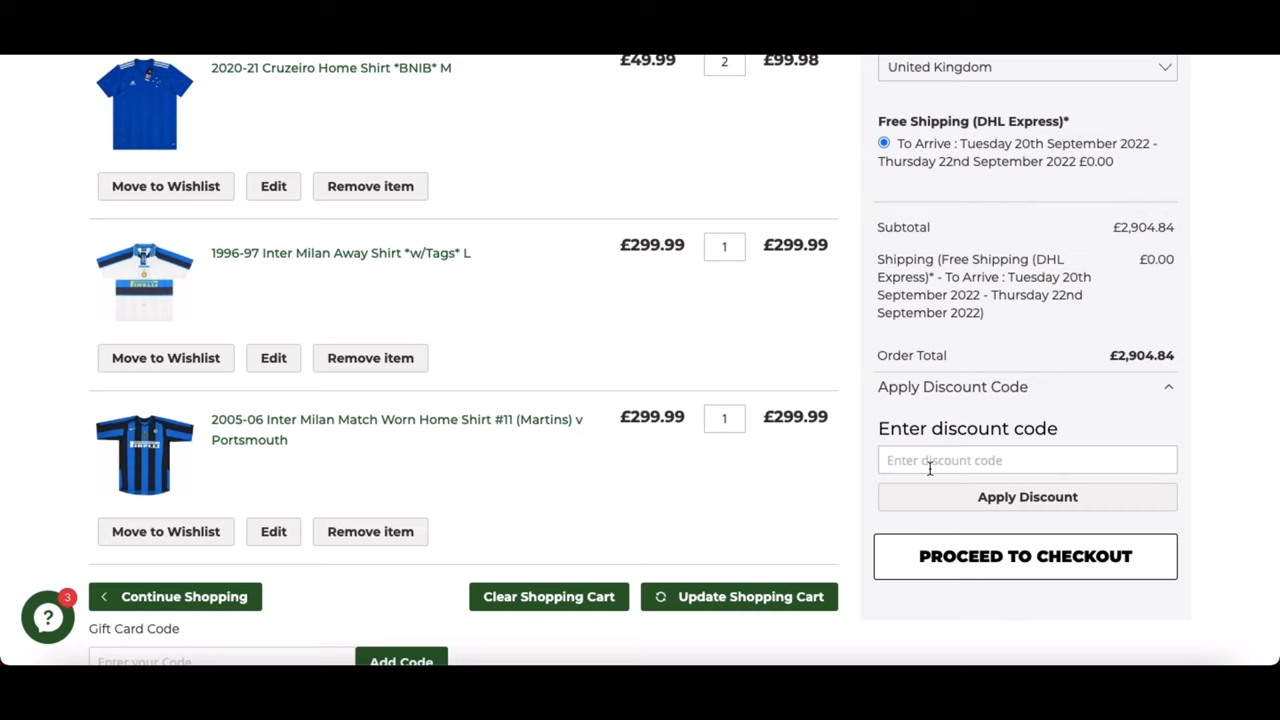 2020-21 Cruzeiro Home Shirt *BNIB* M
£49.99
2
£99.98
Move to Wishlist
Edit
Remove item
1996-97 Inter Milan Away Shirt *w/Tags* L
£299.99
1
£299.99
Move to Wishlist
Edit
Remove item
2005-06 Inter Milan Match Worn Home Shirt #11 (Martins) v
Portsmouth
£299.99
1
£299.99
Move to Wishlist
Edit
Remove item
Continue Shopping
Clear Shopping Cart
Update Shopping Cart
3
?
Gift Card Code
Enter your Code
Add Code
United Kingdom
Free Shipping (DHL Express)*
To Arrive : Tuesday 20th September 2022 -
Thursday 22nd September 2022 £0.00
Subtotal
£2,904.84
Shipping (Free Shipping (DHL
Express)* - To Arrive : Tuesday 20th
September 2022 - Thursday 22nd
September 2022)
£0.00
Order Total
£2,904.84
Apply Discount Code
Enter discount code
Enter discount code
Apply Discount
PROCEED TO CHECKOUT